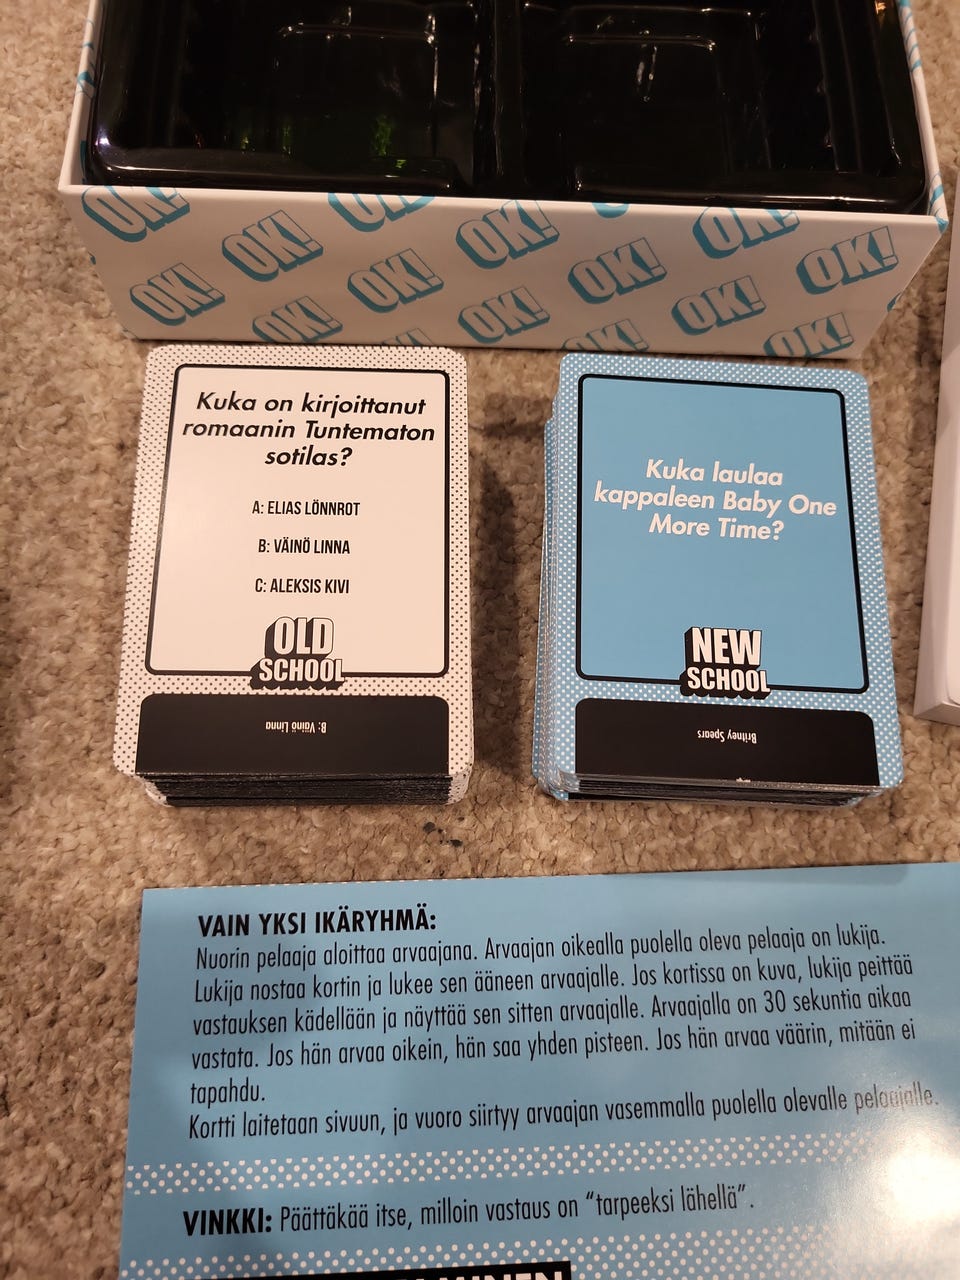 OK! OK! OK! OK! OK!
OK! OK! OK! OK! OK!
OK! OK! OK! OK!
Kuka on kirjoittanut
romaanin Tuntematon
sotilas?
A: ELIAS LÖNNROT
B: VÄINÖ LINNA
C: ALEKSIS KIVI
OLD
SCHOOL
B: Väinö Linna
Kuka laulaa
kappaleen Baby One
More Time?
NEW
SCHOOL
Britney Spears
VAIN YKSI IKÄRYHMÄ:
Nuorin pelaaja aloittaa arvaajana. Arvaajan oikealla puolella oleva pelaaja on lukija.
Lukija nostaa kortin ja lukee sen ääneen arvaajalle. Jos kortissa on kuva, lukija peittää
vastauksen kädellään ja näyttää sen sitten arvaajalle. Arvaajalla on 30 sekuntia aikaa
vastata. Jos hän arvaa oikein, hän saa yhden pisteen. Jos hän arvaa väärin, mitään ei
tapahdu.
Kortti laitetaan sivuun, ja vuoro siirtyy arvaajan vasemmalla puolella olevalle pelaajalle.
VINKKI: Päättäkää itse, milloin vastaus on “tarpeeksi lähellä”.